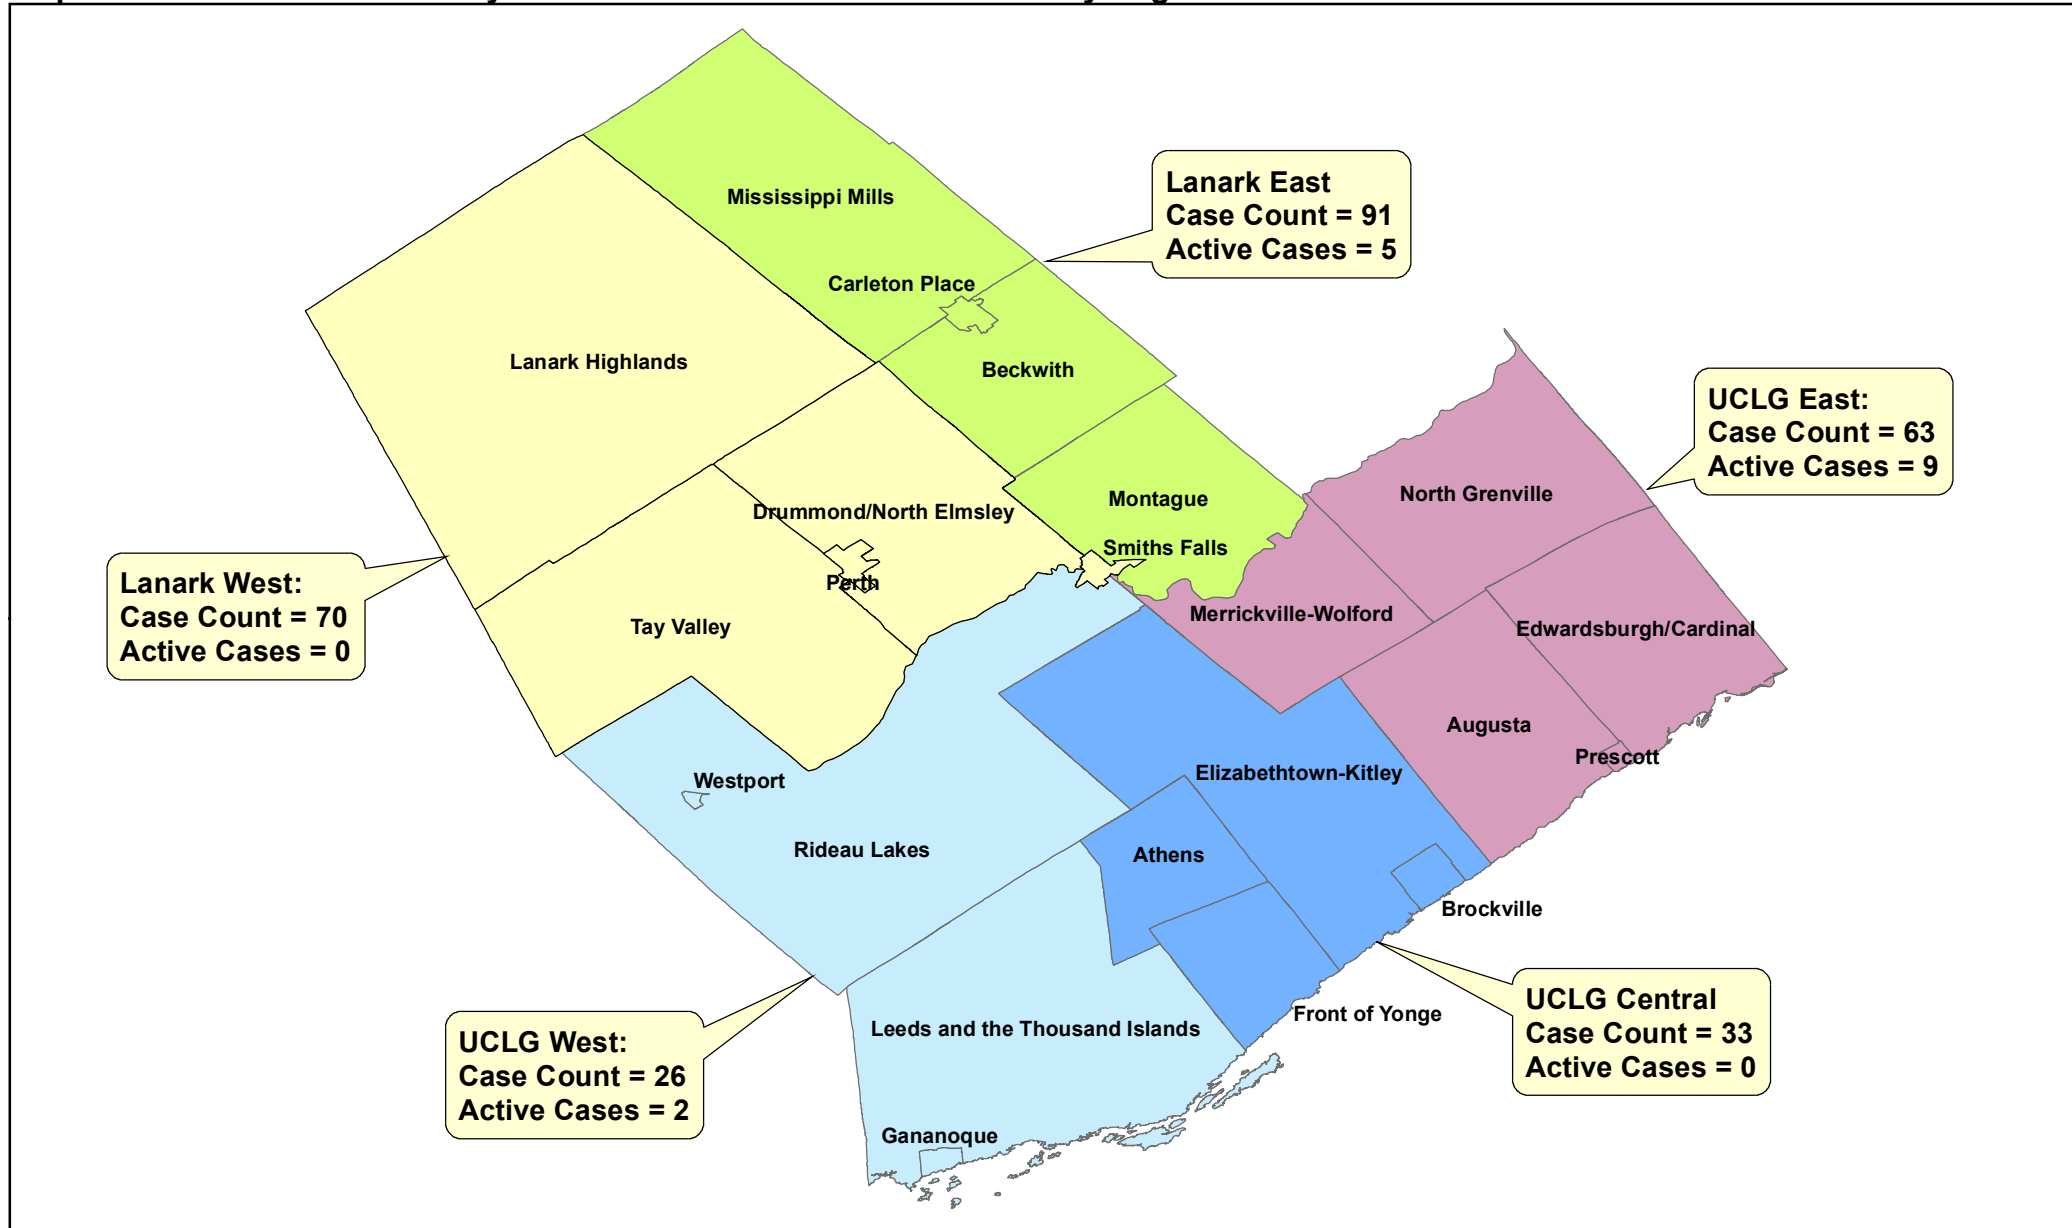 Mississippi Mills
Lanark East
Case Count = 91
Active Cases = 5
Carleton Place
Lanark Highlands
Beckwith
UCLG East:
Case Count = 63
Active Cases = 9
North Grenville
Montague
Drummond/North Elmsley
Smiths Falls
Perth
Lanark West:
Case Count = 70
Active Cases = 0
Merrickville-Wolford
Tay Valley
Edwardsburgh/Cardinal
Augusta
Prescott
Elizabethtown-Kitley
Westport
Rideau Lakes
Athens
Brockville
UCLG Central
Case Count = 33
Active Cases = 0
Front of Yonge
Leeds and the Thousand Islands
UCLG West:
Case Count = 26
Active Cases = 2
Gananoque